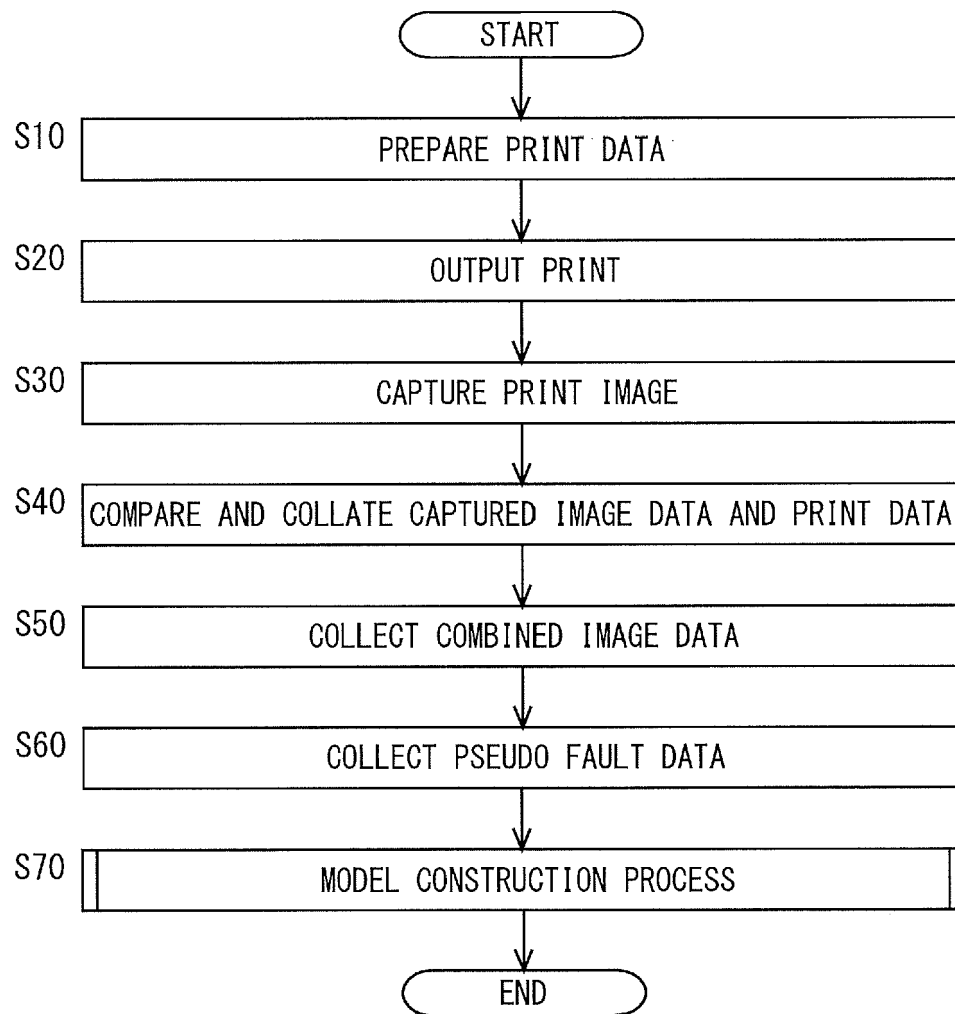 START
S10
PREPARE PRINT DATA
S20
OUTPUT PRINT
S30
CAPTURE PRINT IMAGE
S40
COMPARE AND COLLATE CAPTURED IMAGE DATA AND PRINT DATA
S50
COLLECT COMBINED IMAGE DATA
S60
COLLECT PSEUDO FAULT DATA
S70
MODEL CONSTRUCTION PROCESS
END